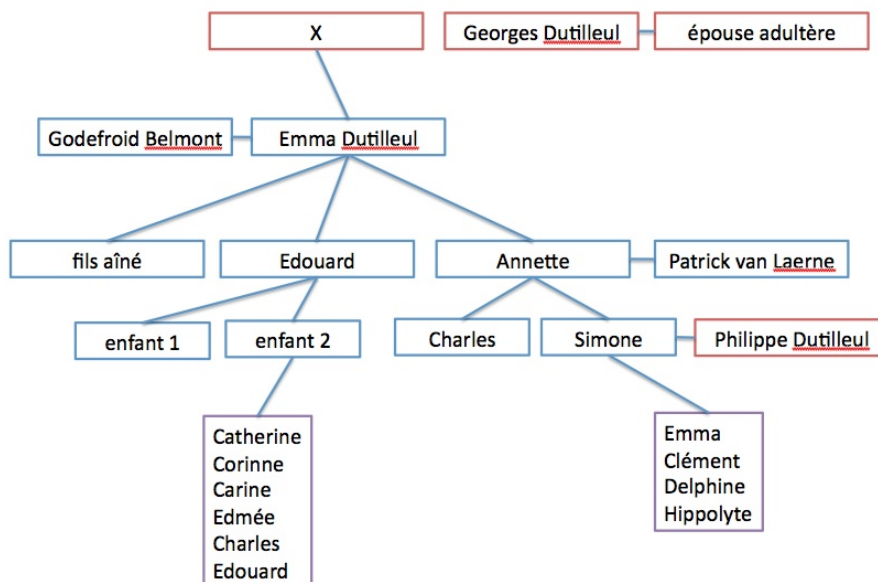 X
Georges Dutilleul
épouse adultère
Godefroid Belmont
Emma Dutilleul
fils aîné
Edouard
Annette
Patrick van Laerne
enfant 1
enfant 2
Charles
Simone
Philippe Dutilleul
Catherine
Corinne
Carine
Edmée
Charles
Edouard
Emma
Clément
Delphine
Hippolyte